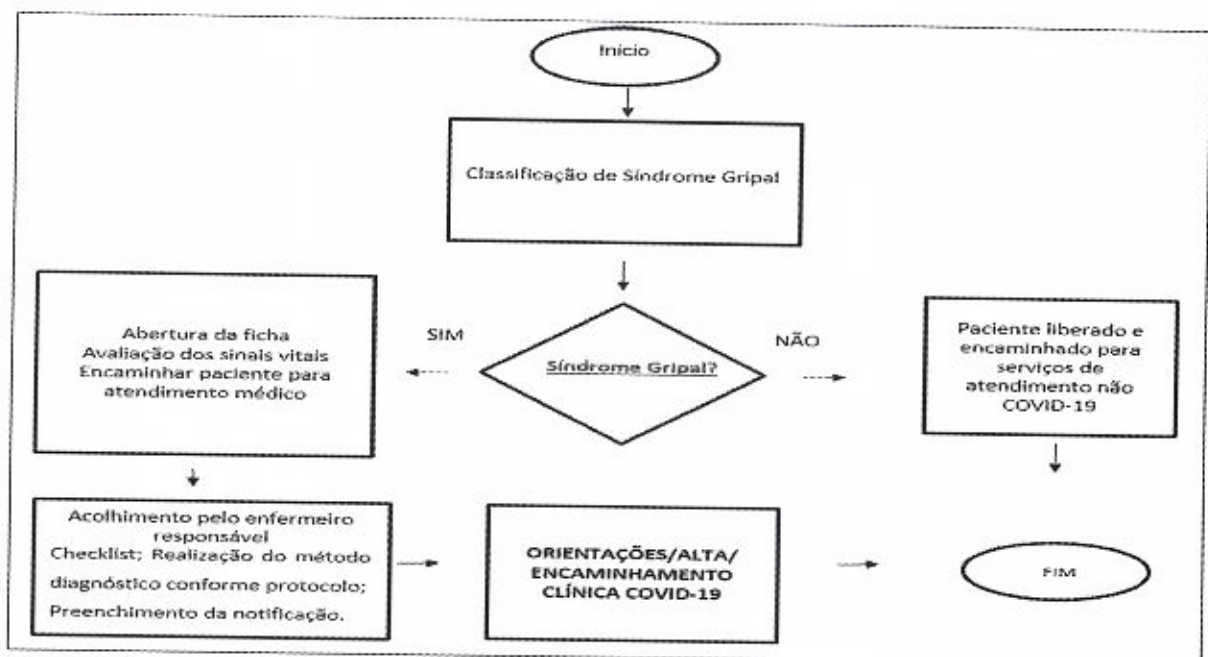 Início
Classificação de Síndrome Gripal
Síndrome Gripal?
SIM
NÃO
Abertura da ficha
Avaliação dos sinais vitais
Encaminhar paciente para
atendimento médico
Paciente liberado e
encaminhado para
serviços de
atendimento não
COVID-19
Acolhimento pelo enfermeiro
responsável
Checklist; Realização do método
diagnóstico conforme protocolo;
Preenchimento da notificação.
ORIENTAÇÕES/ALTA/
ENCAMINHAMENTO
CLÍNICA COVID-19
FIM